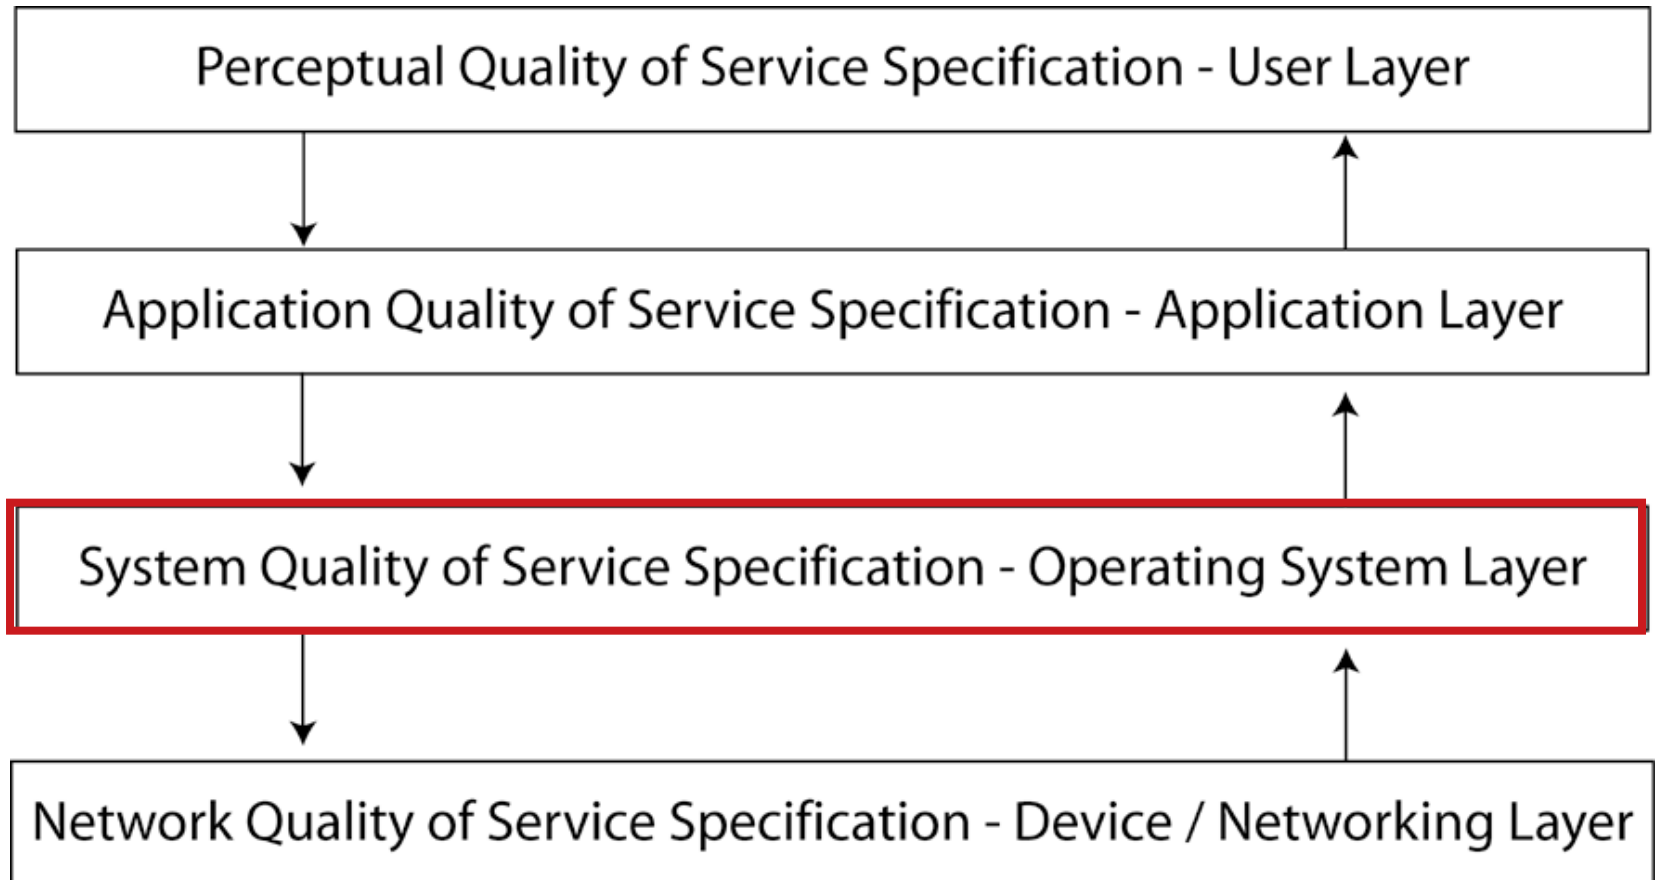 Perceptual Quality of Service Specification - User Layer
Application Quality of Service Specification - Application Layer
System Quality of Service Specification - Operating System Layer
Network Quality of Service Specification - Device / Networking Layer